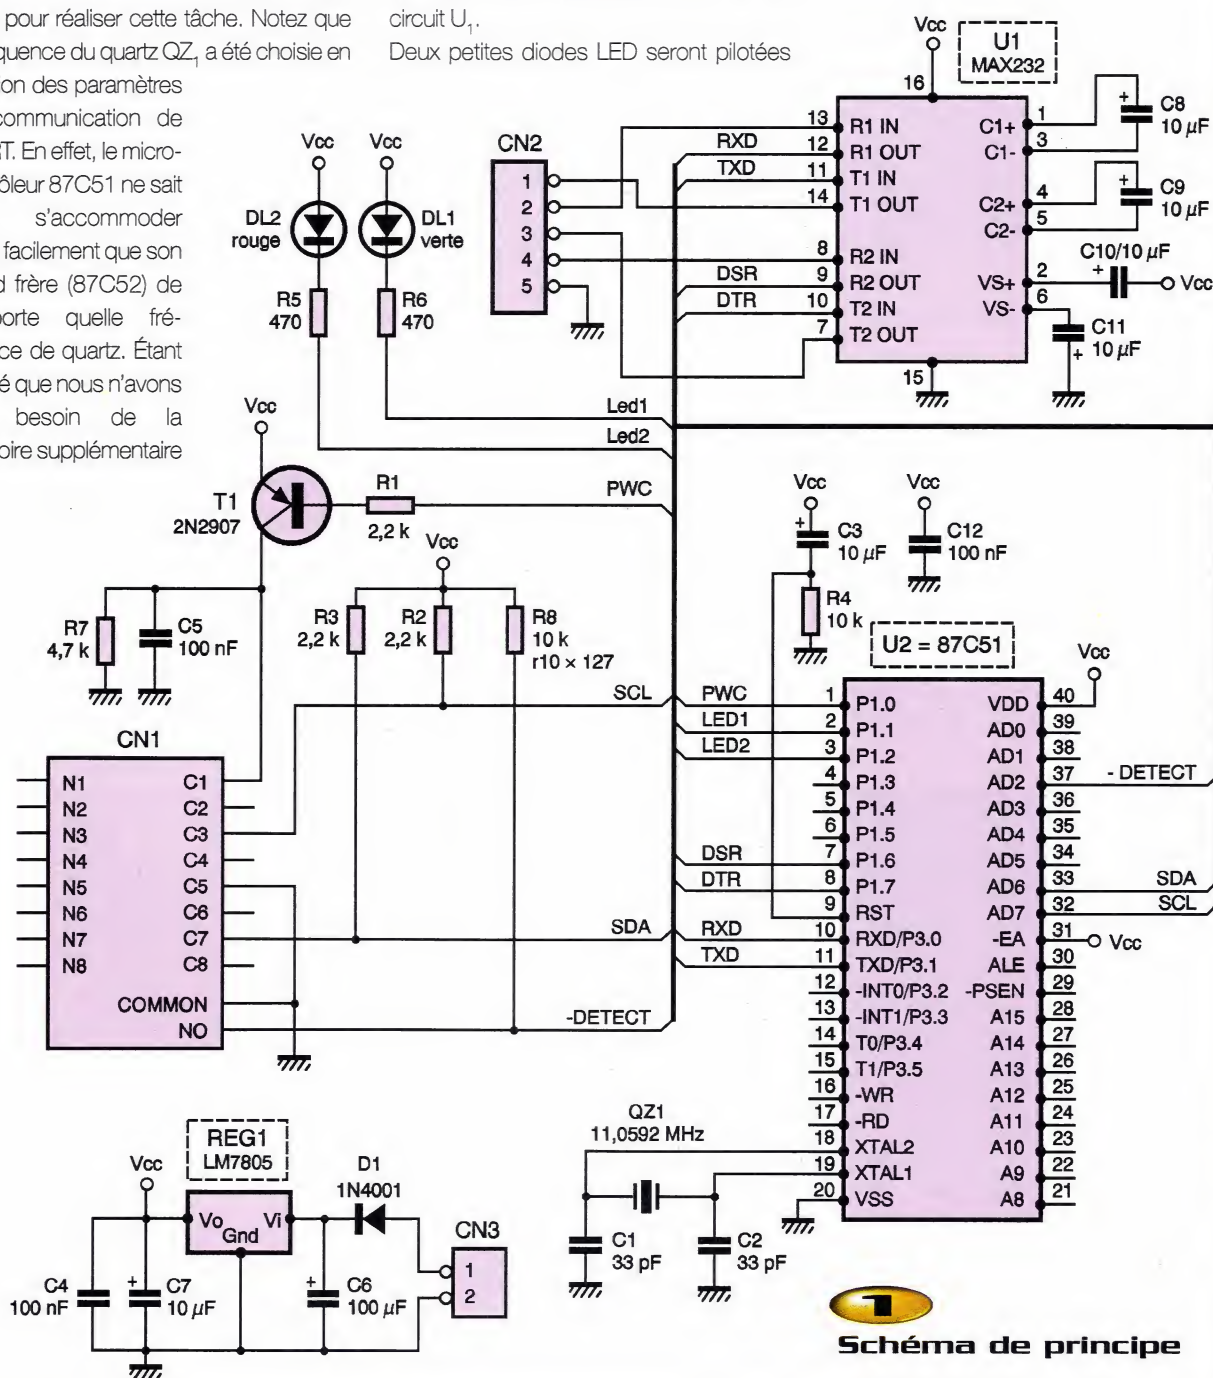 pour réaliser cette tâche. Notez que
quence du quartz QZ1 a été choisie en
ion des paramètres
communication de
RT. En effet, le micro-
ôleur 87C51 ne sait
s'accommoder
facilement que son
d frère (87C52) de
porte quelle fré-
ce de quartz. Étant
é que nous n'avons
besoin de la
oire supplémentaire
circuit U1.
Deux petites diodes LED seront pilotées
Vcc
U1
MAX232
16
13 R1 IN
12 R1 OUT
11 T1 IN
14 T1 OUT
8 R2 IN
9 R2 OUT
10 T2 IN
7 T2 OUT
15
C1+ 1
C1- 3
C2+ 4
C2- 5
VS+ 2
VS- 6
+ C8
10 µF
+ C9
10 µF
C10/10 µF
+
Vcc
C11
+ 10 µF
RXD
TXD
DSR
DTR
CN2
1
2
3
4
5
Vcc
Vcc
DL2
rouge
DL1
verte
R5
470
R6
470
Led1
Led2
Vcc
T1
2N2907
R1
2,2 k
PWC
R7
4,7 k
C5
100 nF
Vcc
R3
2,2 k
R2
2,2 k
R8
10 k
r10 × 127
SCL
CN1
N1 C1
N2 C2
N3 C3
N4 C4
N5 C5
N6 C6
N7 C7
N8 C8
COMMON
NO
SDA
-DETECT
Vcc
+ C3
10 µF
R4
10 k
Vcc
C12
100 nF
U2 = 87C51
Vcc
PWC 1 P1.0 VDD 40
LED1 2 P1.1 AD0 39
LED2 3 P1.2 AD1 38
4 P1.3 AD2 37 - DETECT
5 P1.4 AD3 36
6 P1.5 AD4 35
DSR 7 P1.6 AD5 34
DTR 8 P1.7 AD6 33 SDA
9 RST AD7 32 SCL
RXD 10 RXD/P3.0 -EA 31 Vcc
TXD 11 TXD/P3.1 ALE 30
12 -INT0/P3.2 -PSEN 29
13 -INT1/P3.3 A15 28
14 T0/P3.4 A14 27
15 T1/P3.5 A13 26
16 -WR A12 25
17 -RD A11 24
18 XTAL2 A10 23
19 XTAL1 A9 22
20 VSS A8 21
QZ1
11,0592 MHz
C1
33 pF
C2
33 pF
REG1
LM7805
Vcc
Vo Vi
Gnd
D1
1N4001
CN3
1
2
C4
100 nF
+ C7
10 µF
+ C6
100 µF
1
Schéma de principe